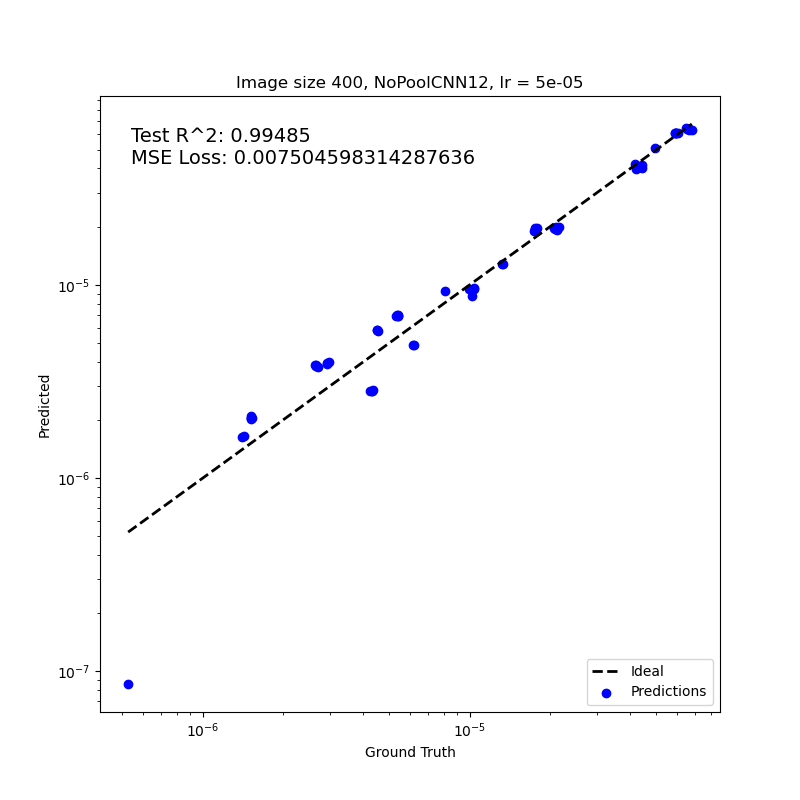 Image size 400, NoPoolCNN12, lr = 5e-05
Test R^2: 0.99485
MSE Loss: 0.007504598314287636
Predicted
10⁻⁵
10⁻⁶
10⁻⁷
Ideal
Predictions
10⁻⁶
10⁻⁵
Ground Truth